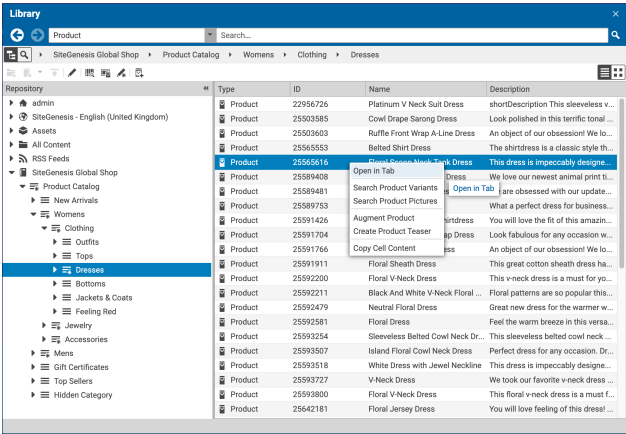 Library
Product
Search...
SiteGenesis Global Shop
Product Catalog
Womens
Clothing
Dresses
Repository
admin
SiteGenesis - English (United Kingdom)
Assets
All Content
RSS Feeds
SiteGenesis Global Shop
Product Catalog
New Arrivals
Womens
Clothing
Outfits
Tops
Dresses
Bottoms
Jackets & Coats
Feeling Red
Jewelry
Accessories
Mens
Gift Certificates
Top Sellers
Hidden Category
Type ID Name Description
Product 22956726 Platinum V Neck Suit Dress shortDescription This sleeveless v...
Product 25503585 Cowl Drape Sarong Dress Look polished in this terrific tonal ...
Product 25503603 Ruffle Front Wrap A-Line Dress An object of our obsession! We lo...
Product 25565553 Belted Shirt Dress The shirtdress is a classic style th...
Product 25565616 Floral Scoop Neck Tank Dress This dress is impeccably designe...
Product 25589408 Dress We love our newest animal print ti...
Product 25589481 are obsessed with our update...
Product 25589753 What a perfect dress for business...
Product 25591426 hirtdress You will love the fit of this amazin...
Product 25591704 ap Dress Look fabulous for any occasion w...
Product 25591766 ess An object of our obsession! We lo...
Product 25591911 Floral Sheath Dress This great cotton sheath dress ha...
Product 25592200 Floral V-Neck Dress This v-neck dress is a must for yo...
Product 25592211 Black And White V-Neck Floral ... Floral patterns are so popular this...
Product 25592479 Neutral Floral Dress Great new dress for the warmer w...
Product 25592581 Floral Dress Feel the warm breeze in this versa...
Product 25593254 Sleeveless Belted Cowl Neck Dr... This sleeveless belted cowl neck ...
Product 25593507 Island Floral Cowl Neck Dress Perfect dress for any occasion. Dr...
Product 25593518 White Dress with Jewel Neckline This dress is impeccably designe...
Product 25593727 V-Neck Dress We took our favorite v-neck dress ...
Product 25593800 Floral V-Neck Dress This floral v-neck dress is a must f...
Product 25642181 Floral Jersey Dress You will love feeling of this dress! ...
Open in Tab
Search Product Variants
Search Product Pictures
Augment Product
Create Product Teaser
Copy Cell Content
Open in Tab